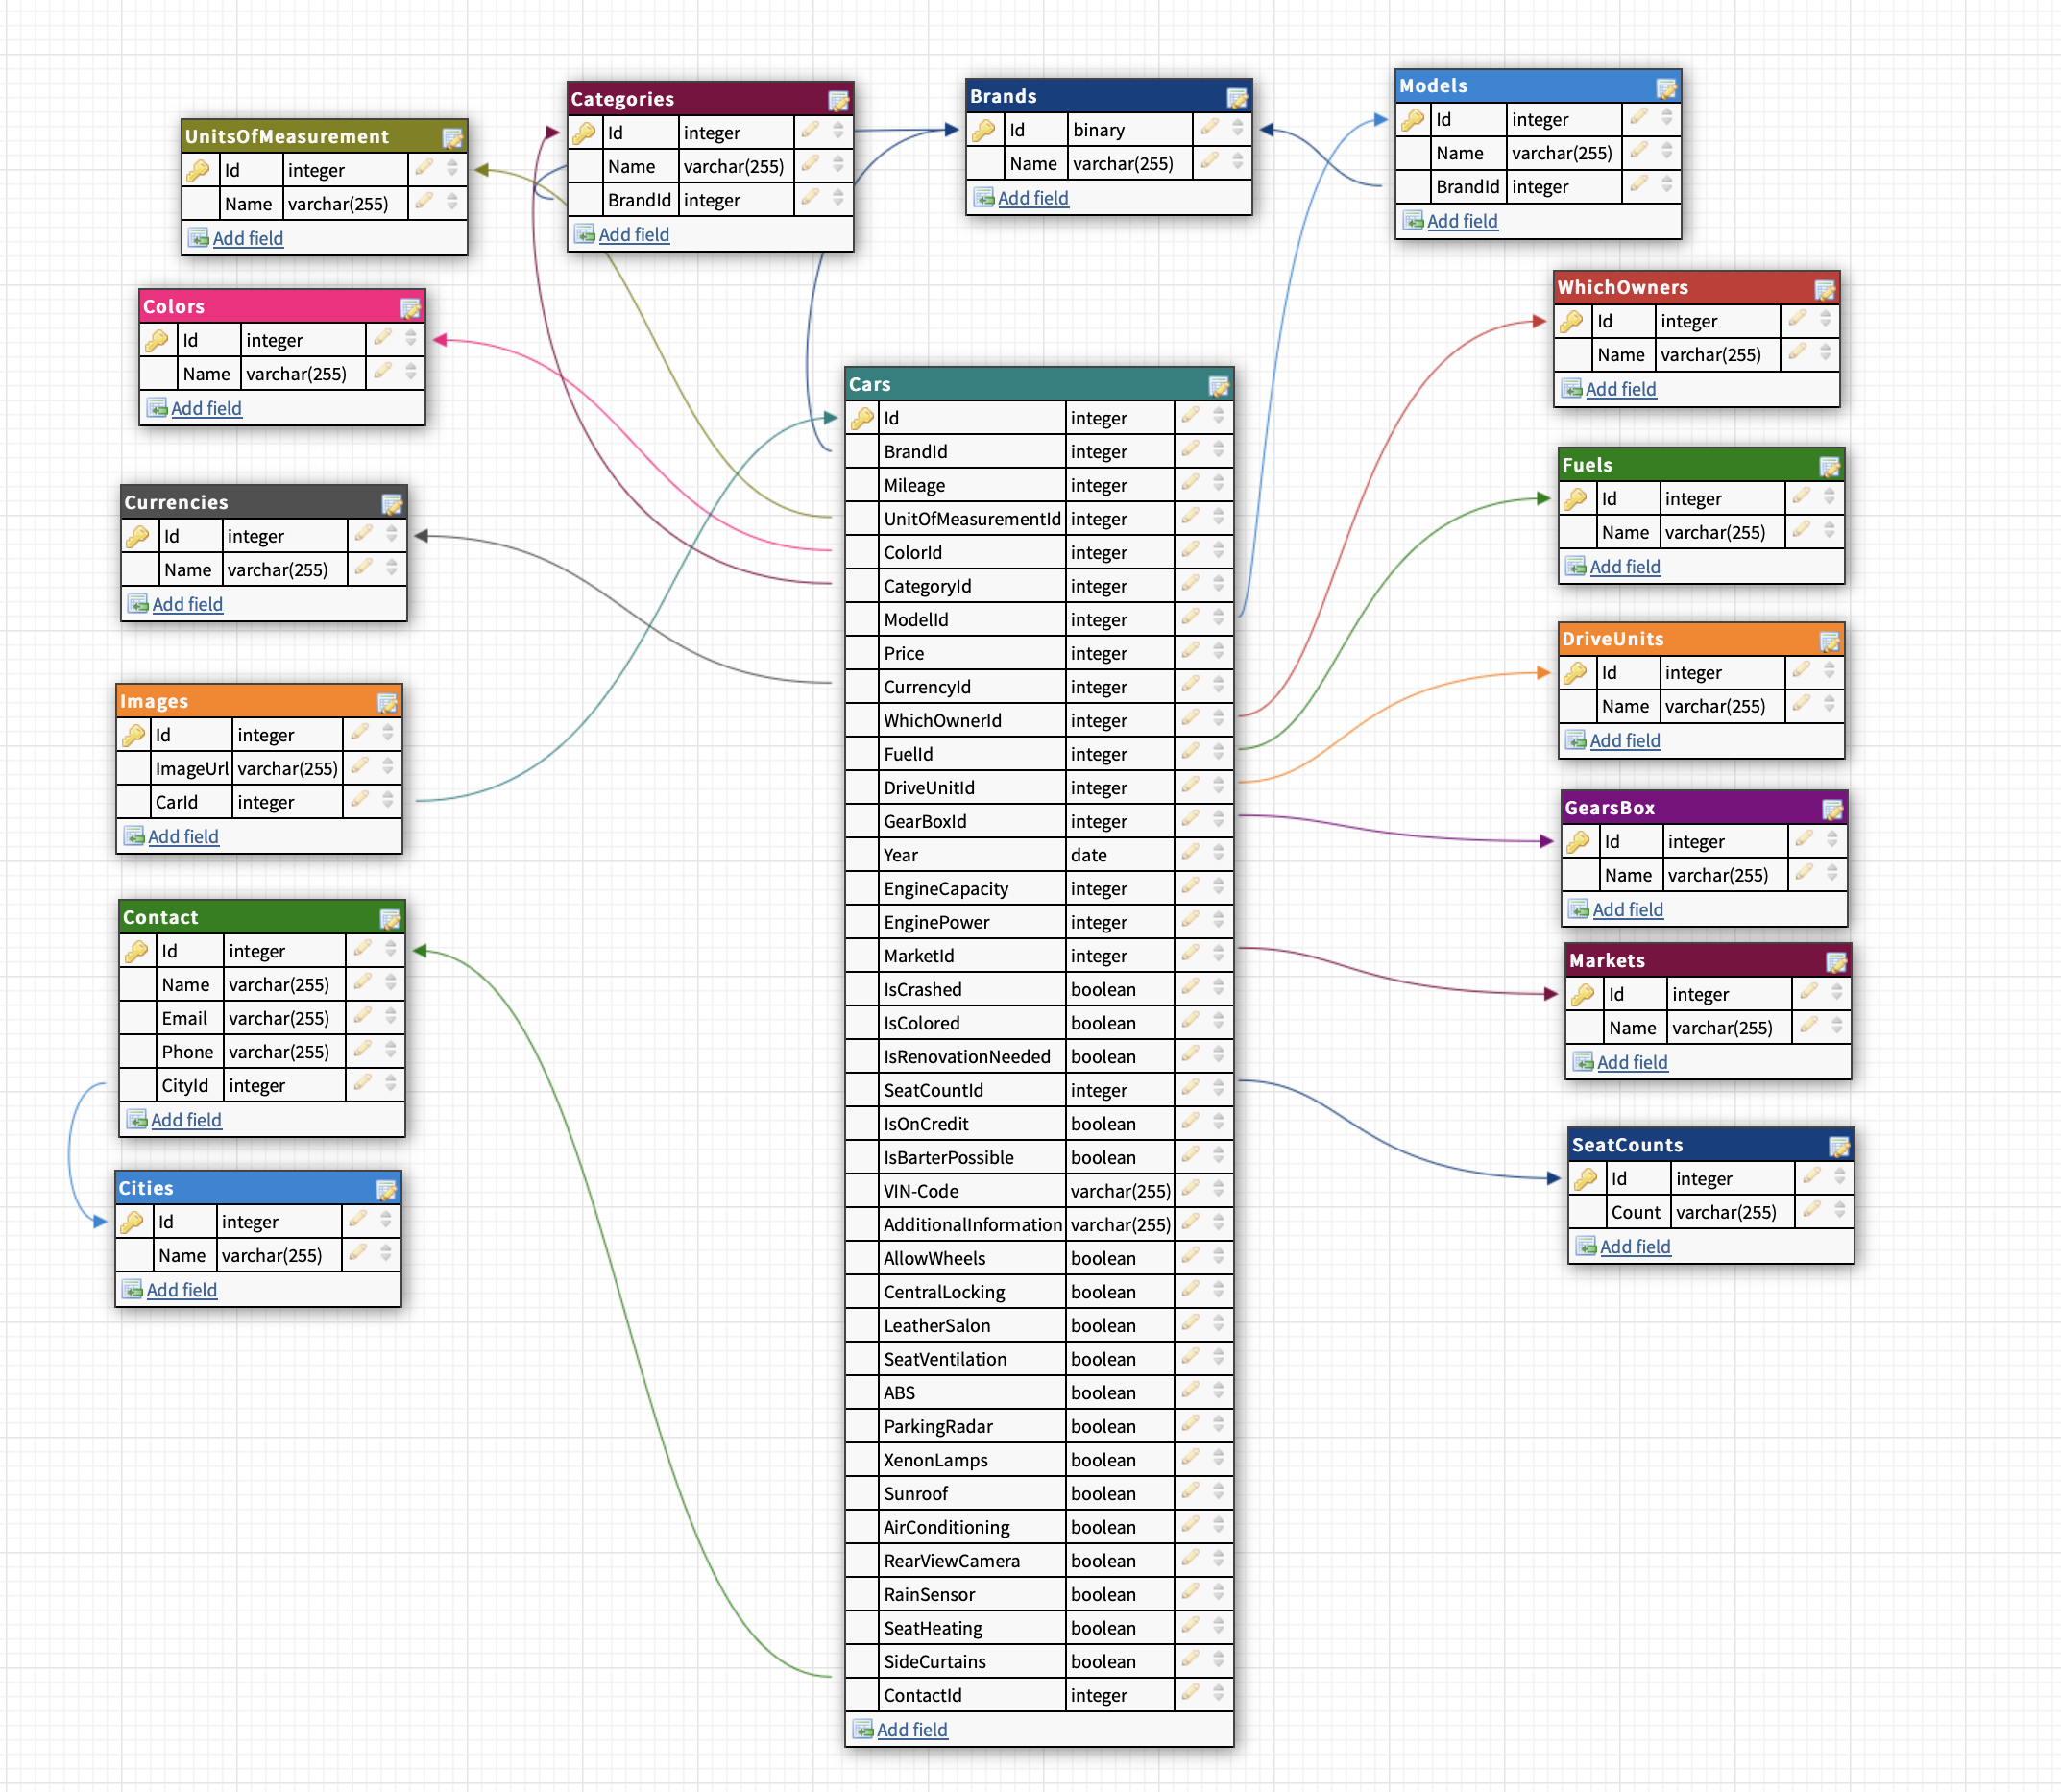 UnitsOfMeasurement
Id integer
Name varchar(255)
Add field
Categories
Id integer
Name varchar(255)
BrandId integer
Add field
Brands
Id binary
Name varchar(255)
Add field
Models
Id integer
Name varchar(255)
BrandId integer
Add field
Colors
Id integer
Name varchar(255)
Add field
Currencies
Id integer
Name varchar(255)
Add field
Images
Id integer
ImageUrl varchar(255)
CarId integer
Add field
Contact
Id integer
Name varchar(255)
Email varchar(255)
Phone varchar(255)
CityId integer
Add field
Cities
Id integer
Name varchar(255)
Add field
Cars
Id integer
BrandId integer
Mileage integer
UnitOfMeasurementId integer
ColorId integer
CategoryId integer
ModelId integer
Price integer
CurrencyId integer
WhichOwnerId integer
FuelId integer
DriveUnitId integer
GearBoxId integer
Year date
EngineCapacity integer
EnginePower integer
MarketId integer
IsCrashed boolean
IsColored boolean
IsRenovationNeeded boolean
SeatCountId integer
IsOnCredit boolean
IsBarterPossible boolean
VIN-Code varchar(255)
AdditionalInformation varchar(255)
AllowWheels boolean
CentralLocking boolean
LeatherSalon boolean
SeatVentilation boolean
ABS boolean
ParkingRadar boolean
XenonLamps boolean
Sunroof boolean
AirConditioning boolean
RearViewCamera boolean
RainSensor boolean
SeatHeating boolean
SideCurtains boolean
ContactId integer
Add field
WhichOwners
Id integer
Name varchar(255)
Add field
Fuels
Id integer
Name varchar(255)
Add field
DriveUnits
Id integer
Name varchar(255)
Add field
GearsBox
Id integer
Name varchar(255)
Add field
Markets
Id integer
Name varchar(255)
Add field
SeatCounts
Id integer
Count varchar(255)
Add field